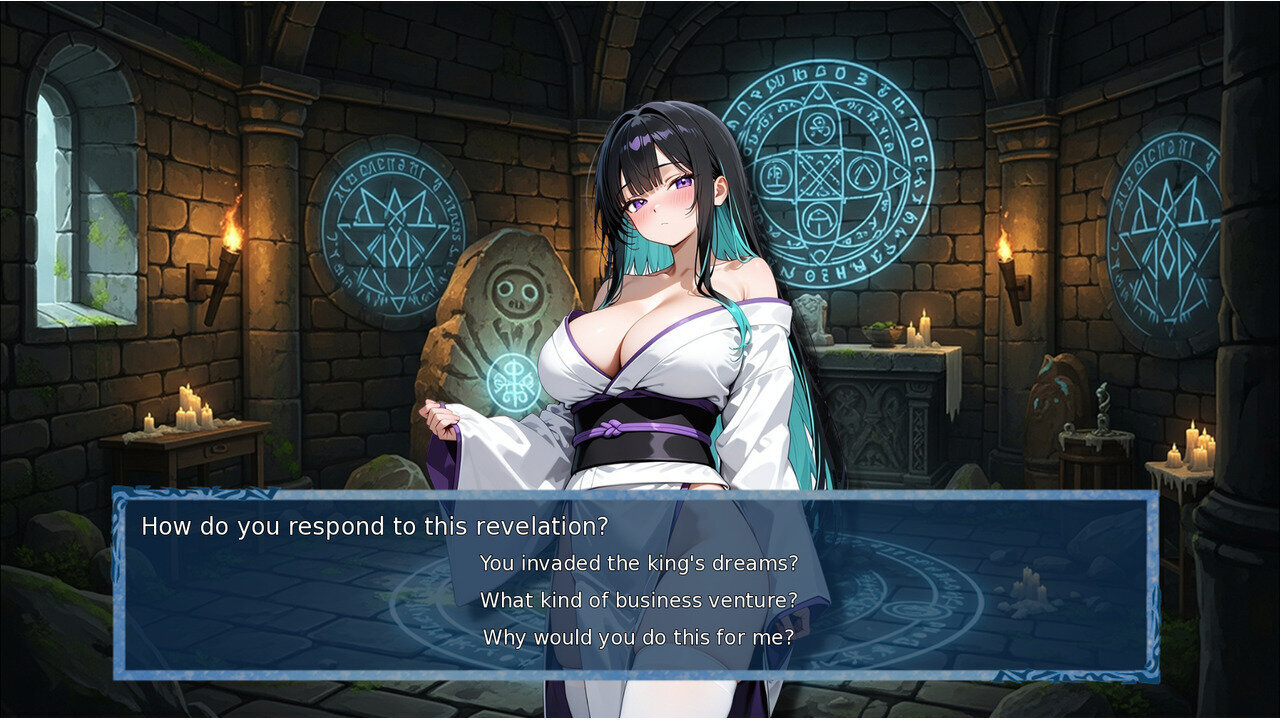 How do you respond to this revelation?
You invaded the king's dreams?
What kind of business venture?
Why would you do this for me?